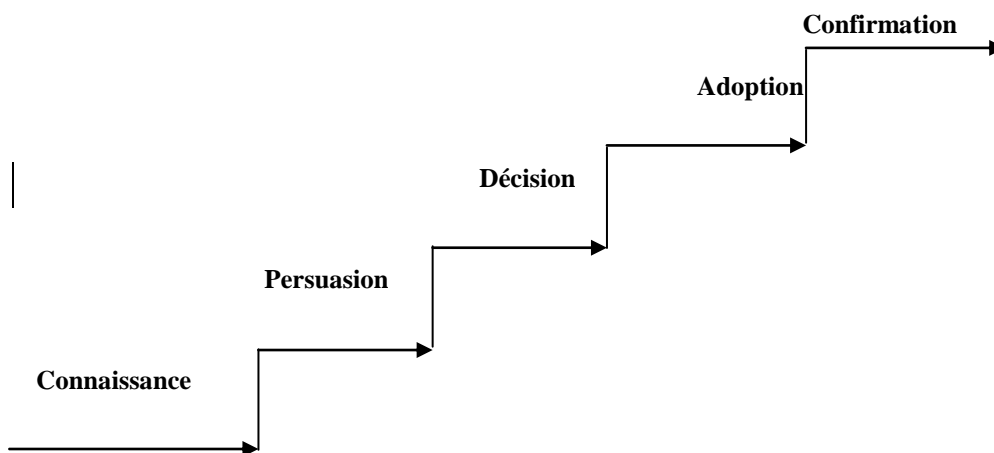 Confirmation
Adoption
Décision
Persuasion
Connaissance